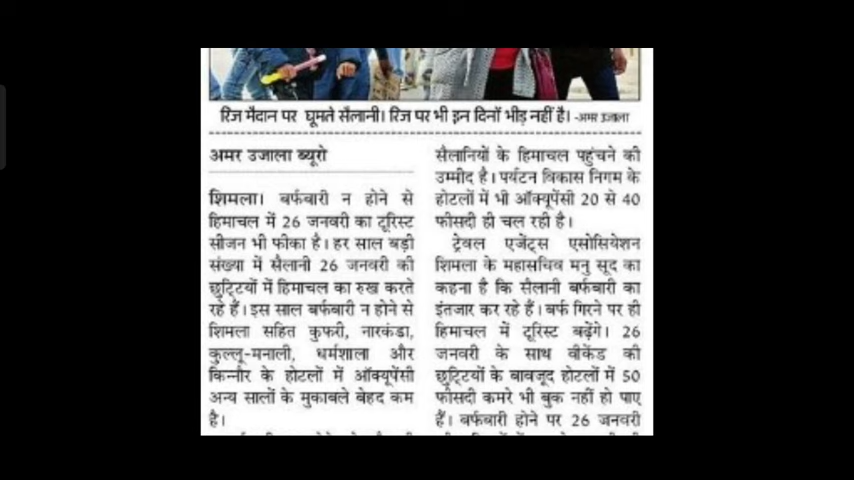 रिज मैदान पर घूमते सैलानी। रिज पर भी इन दिनों भीड़ नहीं है। -अमर उजाला
अमर उजाला ब्यूरो
शिमला। बर्फबारी न होने से
हिमाचल में 26 जनवरी का टूरिस्ट
सीजन भी फीका है। हर साल बड़ी
संख्या में सैलानी 26 जनवरी की
छुट्टियों में हिमाचल का रुख करते
रहे हैं। इस साल बर्फबारी न होने से
शिमला सहित कुफरी, नारकंडा,
कुल्लू-मनाली, धर्मशाला और
किन्नौर के होटलों में ऑक्यूपेंसी
अन्य सालों के मुकाबले बेहद कम
है।
सैलानियों के हिमाचल पहुंचने की
उम्मीद है। पर्यटन विकास निगम के
होटलों में भी ऑक्यूपेंसी 20 से 40
फीसदी ही चल रही है।
ट्रेवल एजेंट्स एसोसियेशन
शिमला के महासचिव मनु सूद का
कहना है कि सैलानी बर्फबारी का
इंतजार कर रहे हैं। बर्फ गिरने पर ही
हिमाचल में टूरिस्ट बढ़ेंगे। 26
जनवरी के साथ वीकेंड की
छुट्टियों के बावजूद होटलों में 50
फीसदी कमरे भी बुक नहीं हो पाए
हैं। बर्फबारी होने पर 26 जनवरी